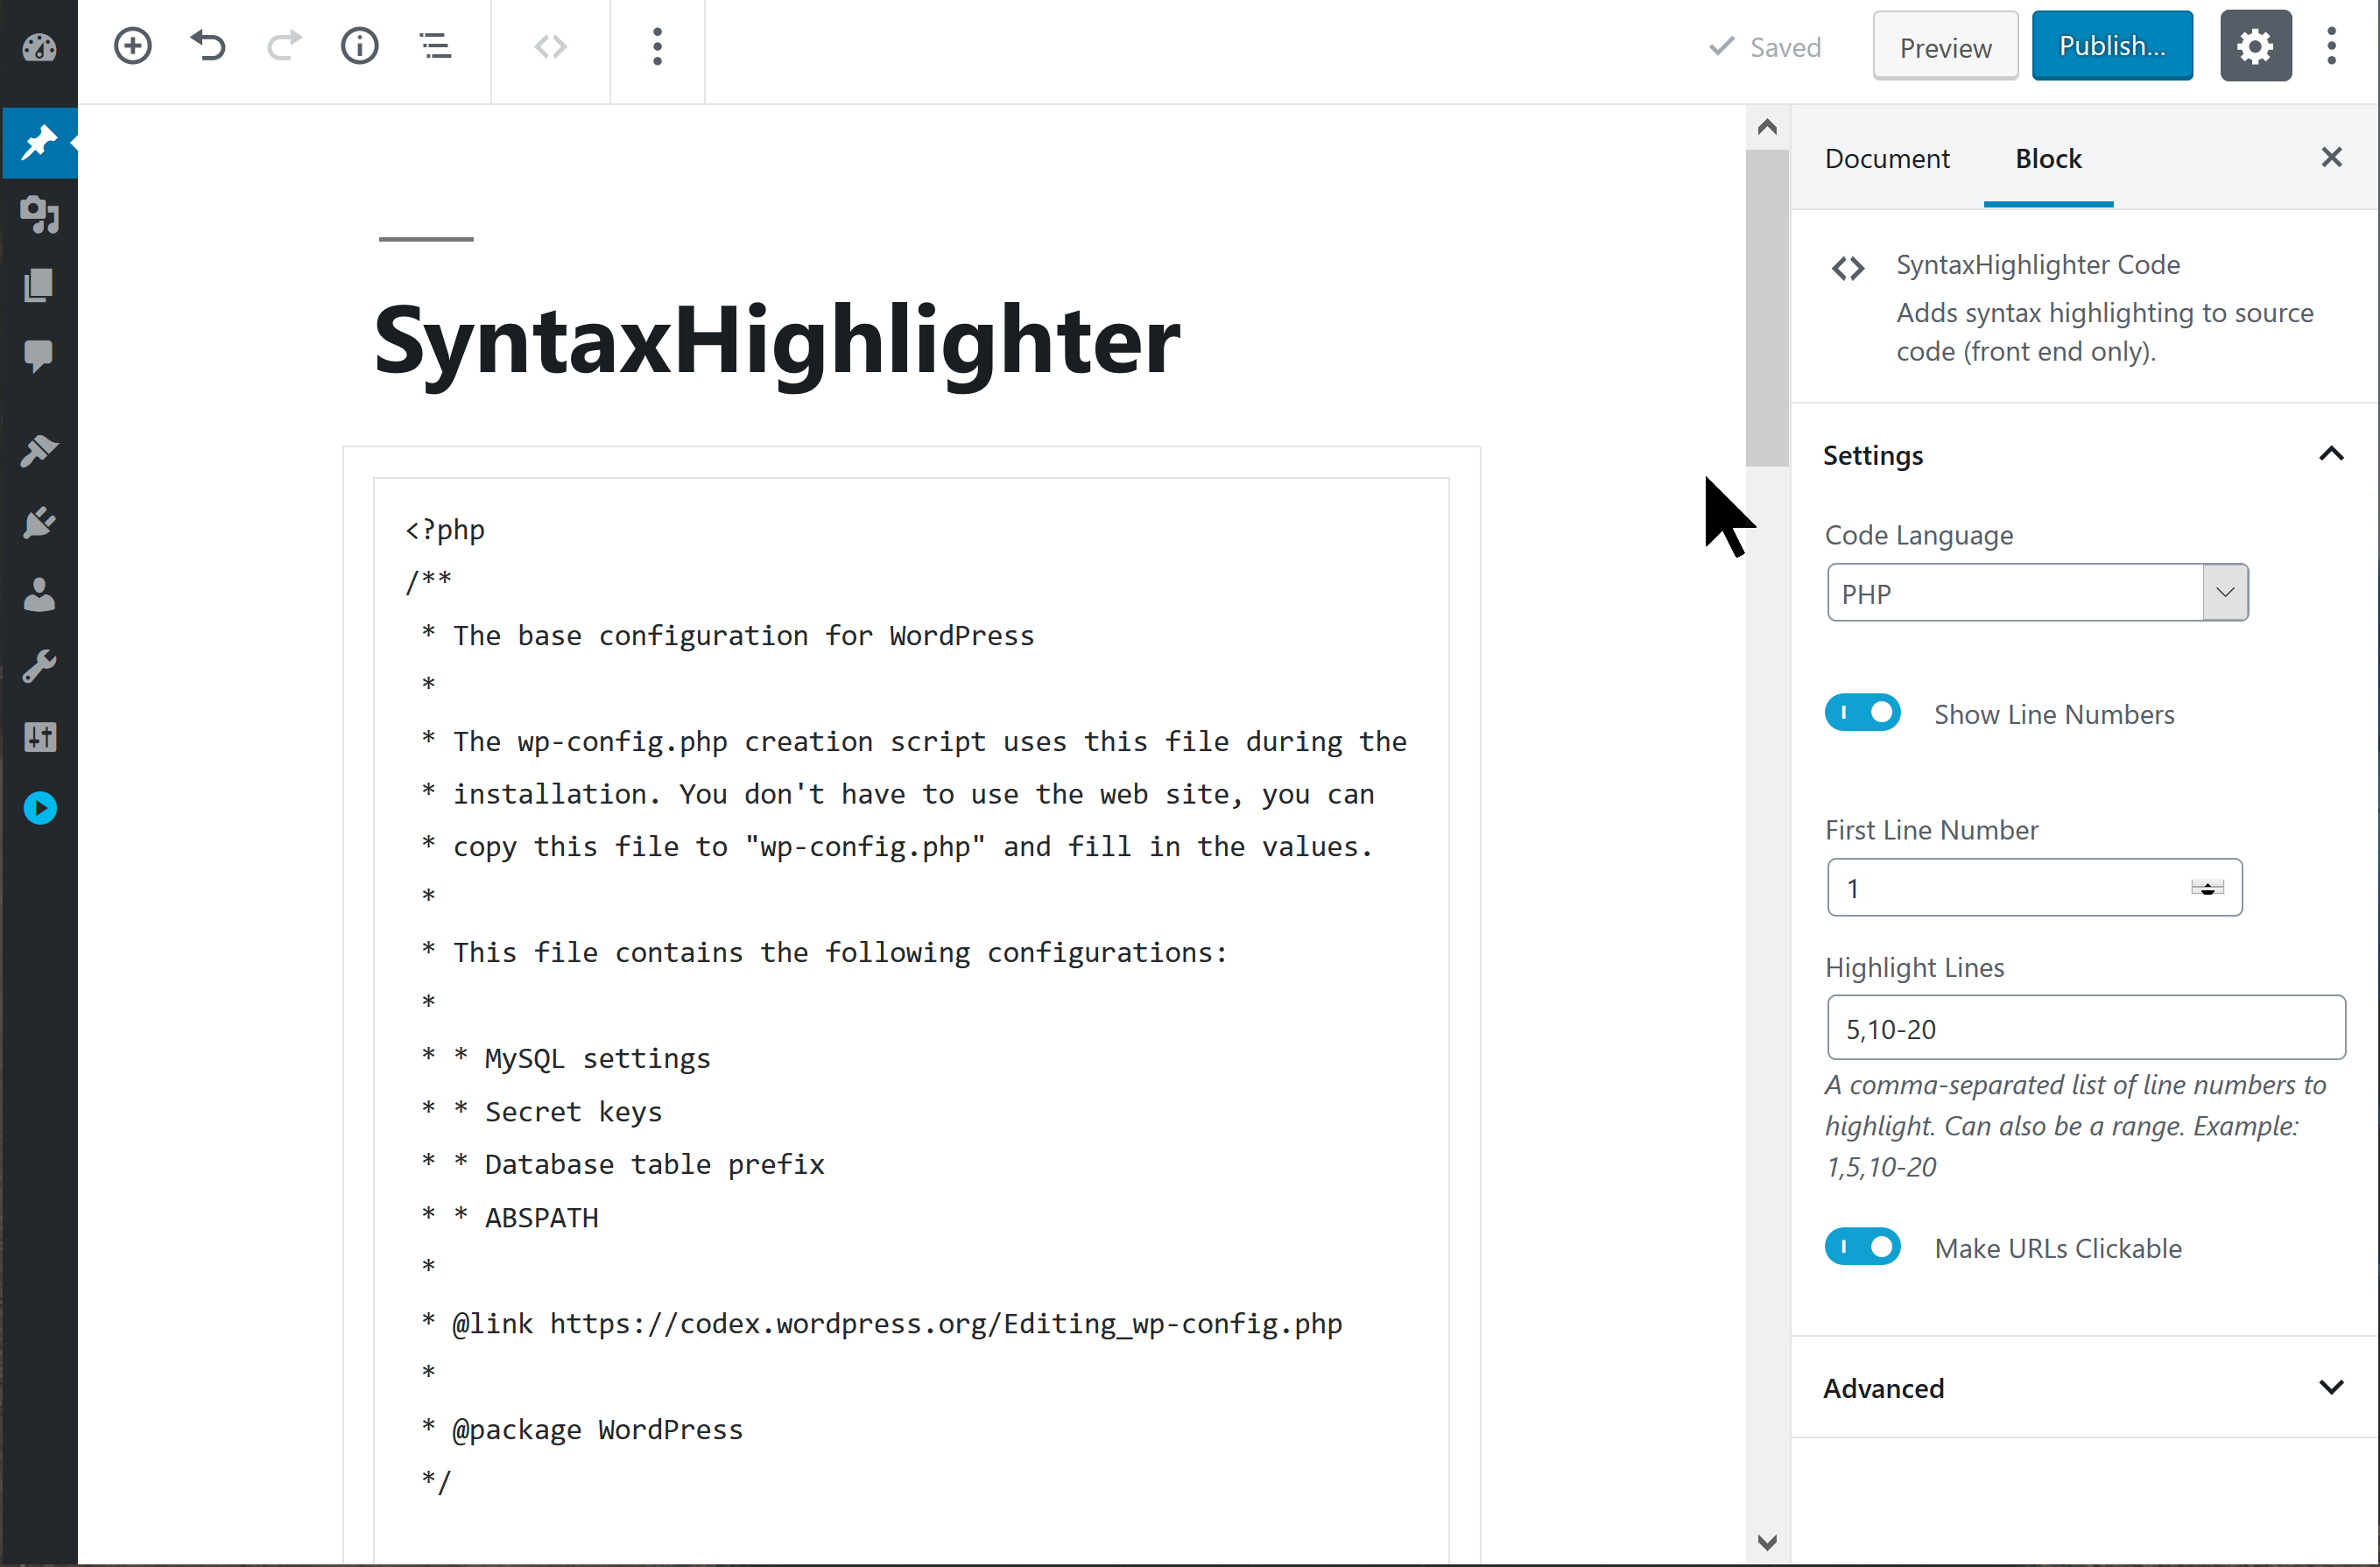 Saved
Preview
Publish...
Document
Block
SyntaxHighlighter
<?php
/**
 * The base configuration for WordPress
 *
 * The wp-config.php creation script uses this file during the
 * installation. You don't have to use the web site, you can
 * copy this file to "wp-config.php" and fill in the values.
 *
 * This file contains the following configurations:
 *
 * * MySQL settings
 * * Secret keys
 * * Database table prefix
 * * ABSPATH
 *
 * @link https://codex.wordpress.org/Editing_wp-config.php
 *
 * @package WordPress
 */
SyntaxHighlighter Code
Adds syntax highlighting to source
code (front end only).
Settings
Code Language
PHP
Show Line Numbers
First Line Number
1
Highlight Lines
5,10-20
A comma-separated list of line numbers to
highlight. Can also be a range. Example:
1,5,10-20
Make URLs Clickable
Advanced